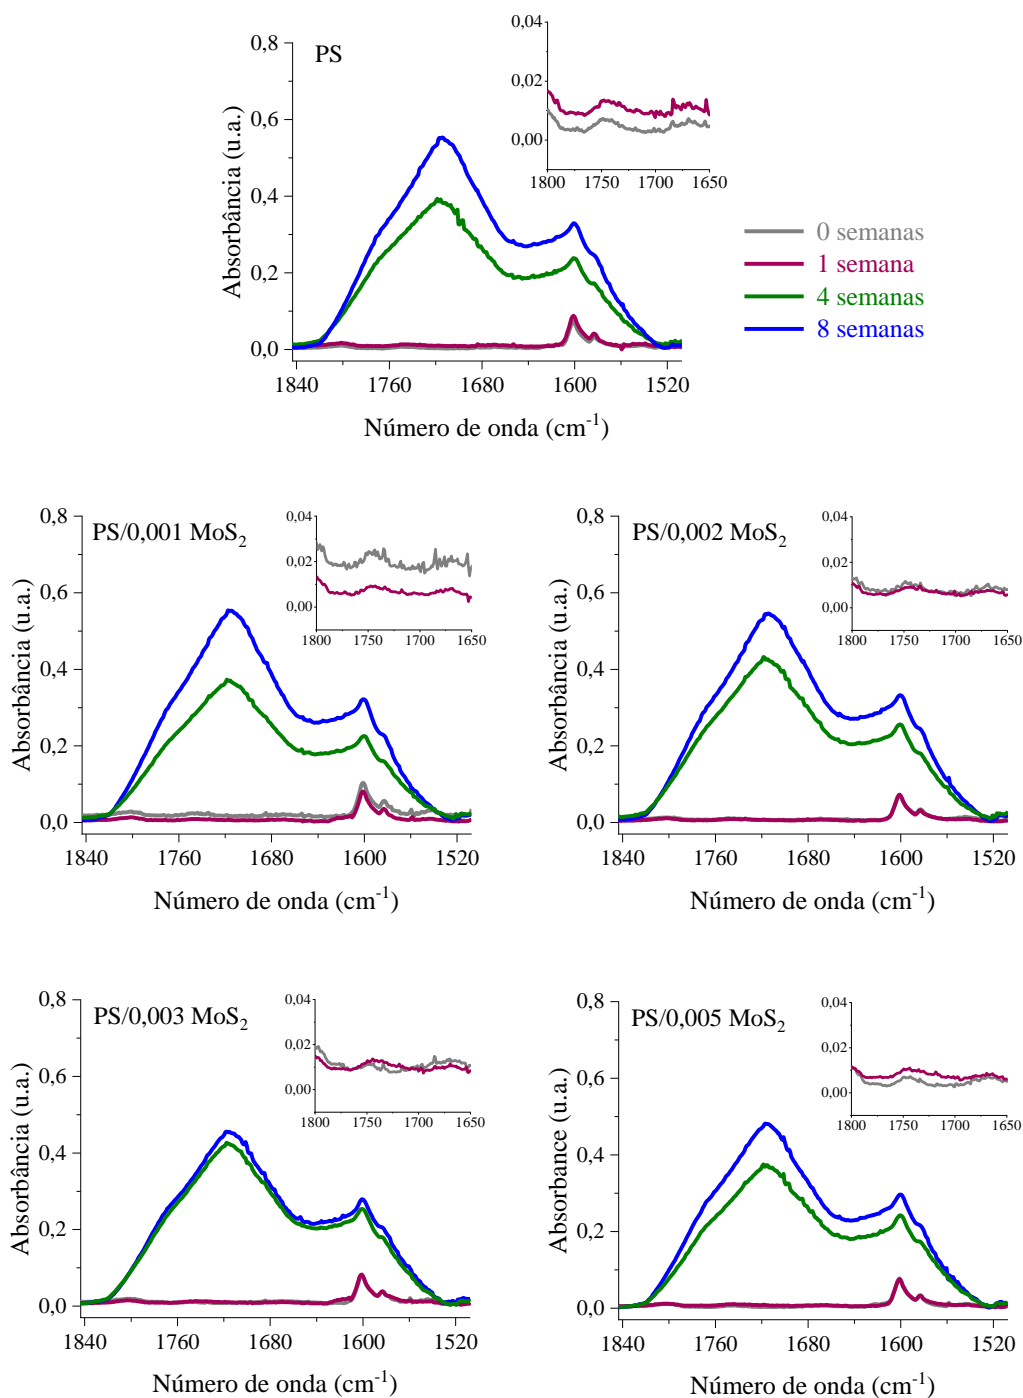 PS
0,8
0,6
0,4
0,2
0,0
1840 1760 1680 1600 1520
Absorbância (u.a.)
Número de onda (cm⁻¹)
0,04
0,02
0,00
1800 1750 1700 1650
0 semanas
1 semana
4 semanas
8 semanas
PS/0,001 MoS₂
0,8
0,6
0,4
0,2
0,0
1840 1760 1680 1600 1520
Absorbância (u.a.)
Número de onda (cm⁻¹)
0,04
0,02
0,00
1800 1750 1700 1650
PS/0,002 MoS₂
0,8
0,6
0,4
0,2
0,0
1840 1760 1680 1600 1520
Absorbância (u.a.)
Número de onda (cm⁻¹)
0,04
0,02
0,00
1800 1750 1700 1650
PS/0,003 MoS₂
0,8
0,6
0,4
0,2
0,0
1840 1760 1680 1600 1520
Absorbância (u.a.)
Número de onda (cm⁻¹)
0,04
0,02
0,00
1800 1750 1700 1650
PS/0,005 MoS₂
0,8
0,6
0,4
0,2
0,0
1840 1760 1680 1600 1520
Absorbance (u.a.)
Número de onda (cm⁻¹)
0,04
0,02
0,00
1800 1750 1700 1650